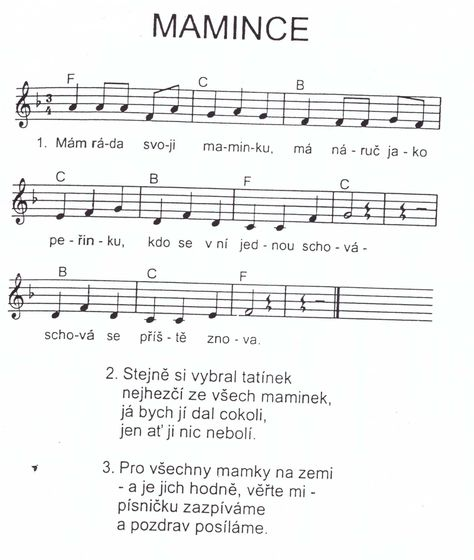 MAMINCE
F C B
3
4
1. Mám rá-da svo-ji ma-min-ku, má ná-ruč ja-ko
C B F C
pe-řin-ku, kdo se v ní jed-nou scho-vá-
B C F
scho-vá se příš-tě zno-va.
2. Stejně si vybral tatínek
nejhezčí ze všech maminek,
já bych jí dal cokoli,
jen ať ji nic nebolí.
3. Pro všechny mamky na zemi
- a je jich hodně, věřte mi -
písničku zazpíváme
a pozdrav posíláme.